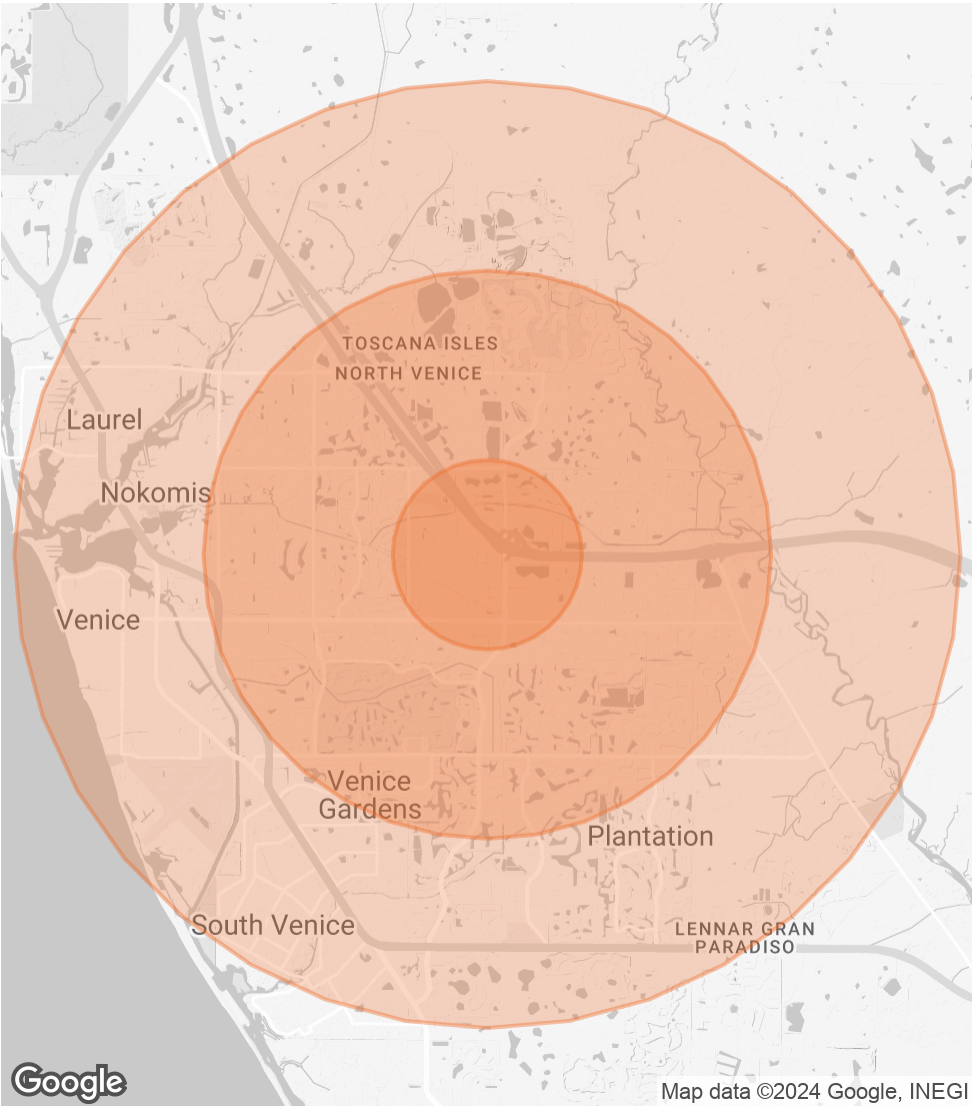 TOSCANA ISLES
NORTH VENICE
Laurel
Nokomis
Venice
Venice
Gardens
Plantation
South Venice
LENNAR GRAN
PARADISO
Google
Map data ©2024 Google, INEGI